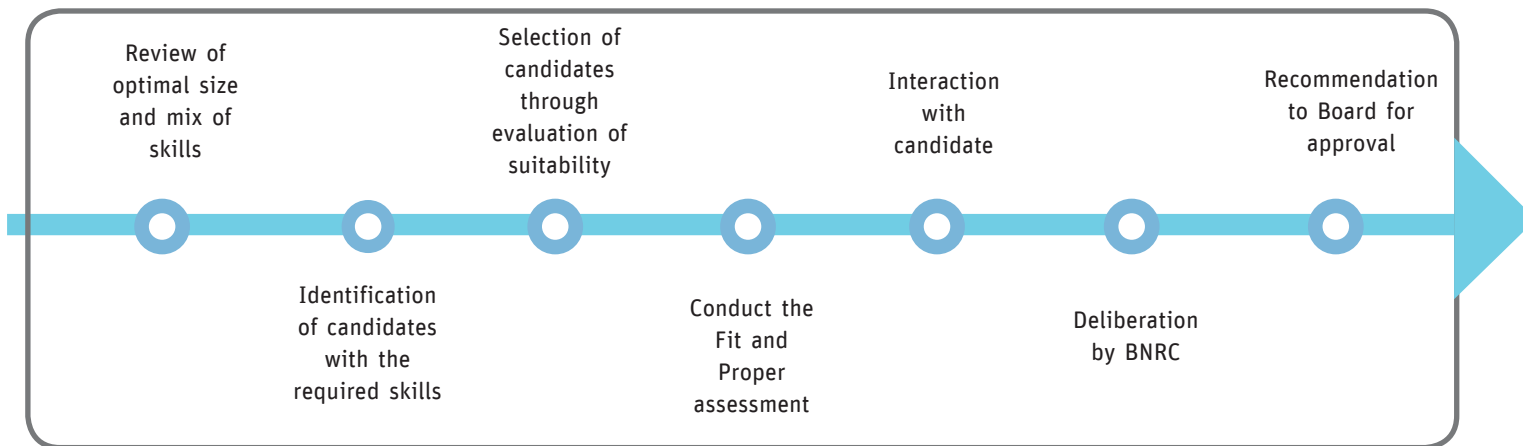 Review of
optimal size
and mix of
skills
Identification
of candidates
with the
required skills
Selection of
candidates
through
evaluation of
suitability
Conduct the
Fit and
Proper
assessment
Interaction
with
candidate
Deliberation
by BNRC
Recommendation
to Board for
approval